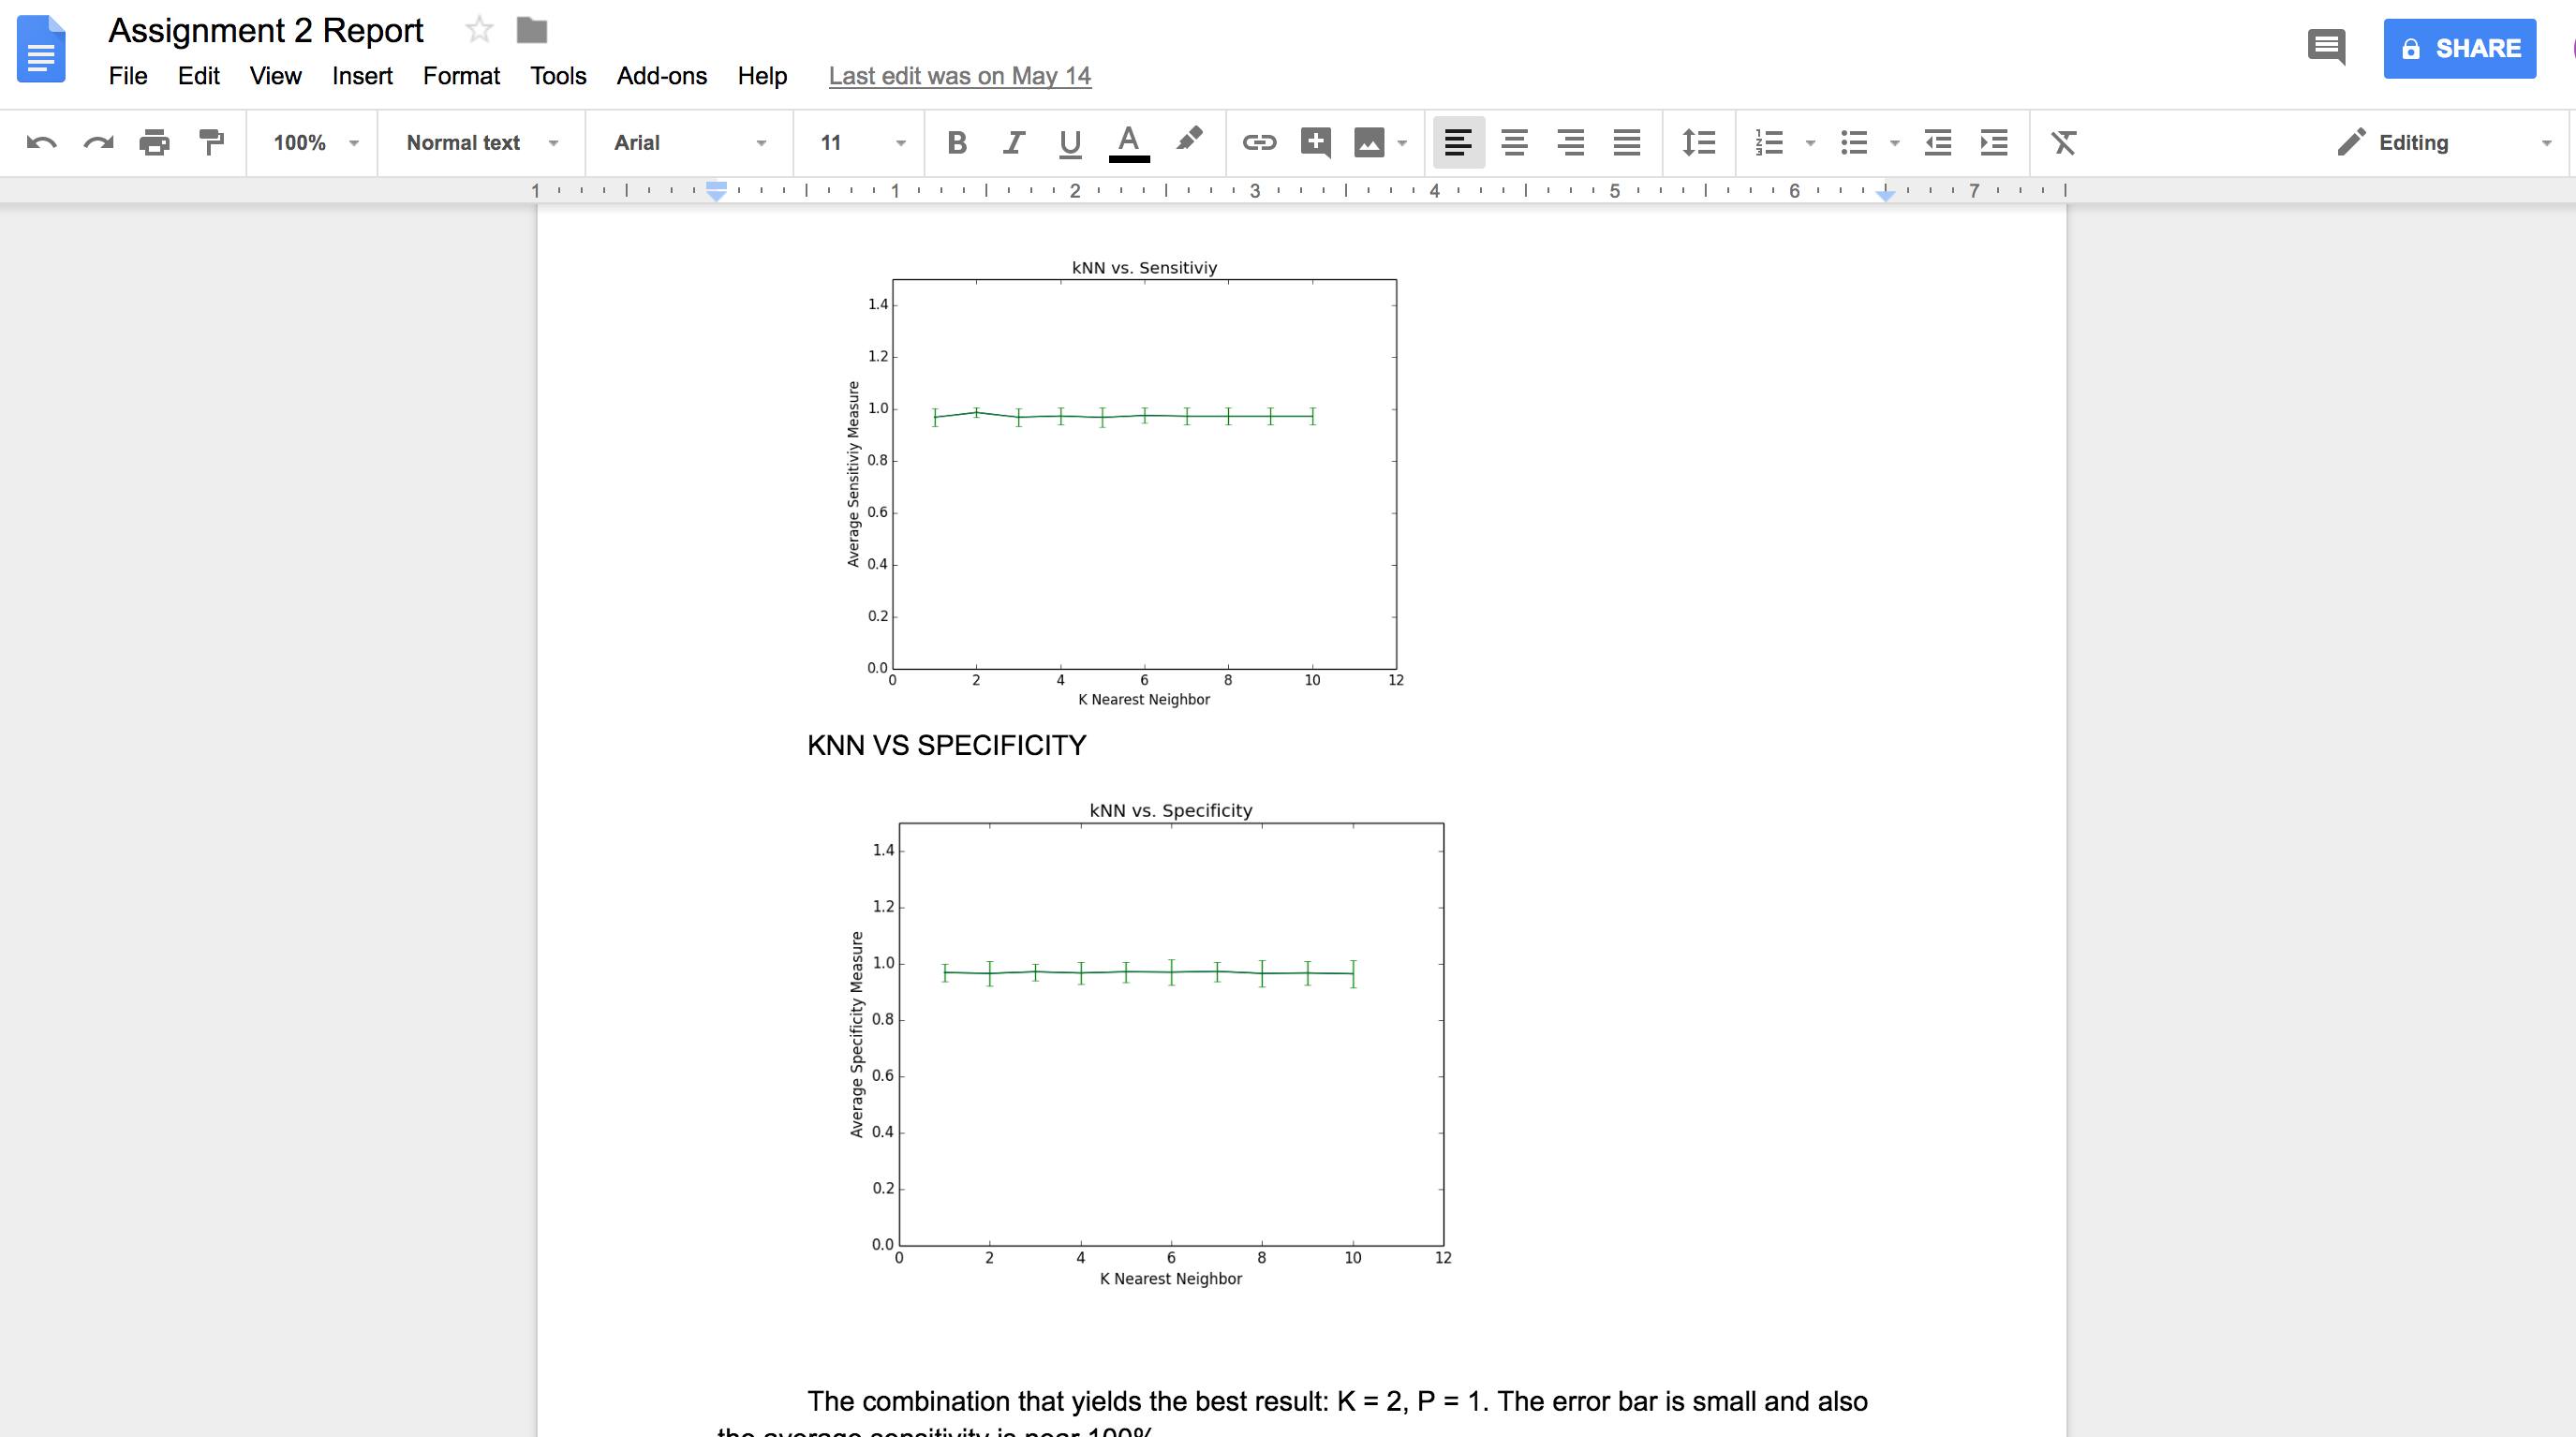 Assignment 2 Report
File Edit View Insert Format Tools Add-ons Help Last edit was on May 14
SHARE
100% Normal text Arial 11 B I U A Editing
1 1 2 3 4 5 6 7
kNN vs. Sensitiviy
1.4
1.2
1.0
0.8
0.6
0.4
0.2
0.0
Average Sensitiviy Measure
0 2 4 6 8 10 12
K Nearest Neighbor
KNN VS SPECIFICITY
kNN vs. Specificity
1.4
1.2
1.0
0.8
0.6
0.4
0.2
0.0
Average Specificity Measure
0 2 4 6 8 10 12
K Nearest Neighbor
The combination that yields the best result: K = 2, P = 1. The error bar is small and also
the average sensitivity is near 100%